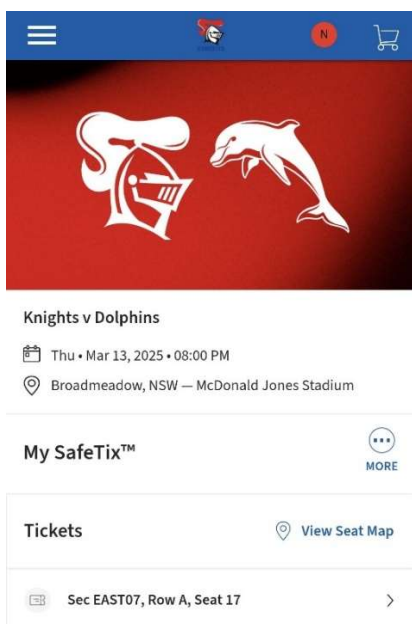 N
Knights v Dolphins
Thu • Mar 13, 2025 • 08:00 PM
Broadmeadow, NSW — McDonald Jones Stadium
My SafeTix™
MORE
Tickets
View Seat Map
Sec EAST07, Row A, Seat 17